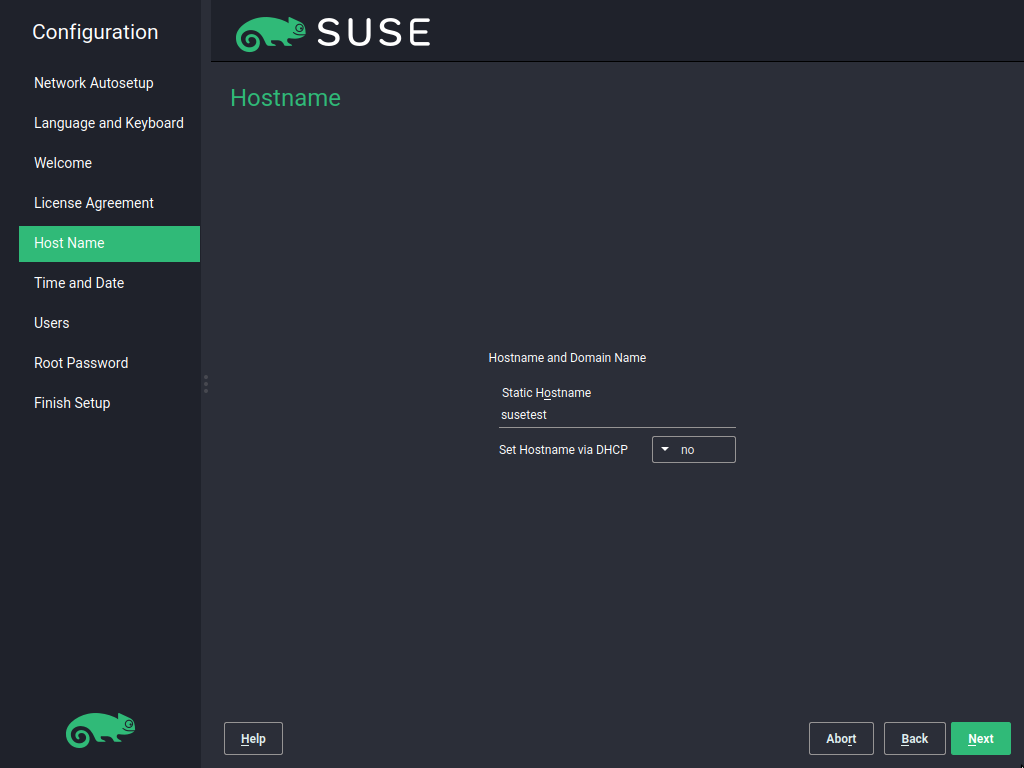 Configuration
Network Autosetup
Language and Keyboard
Welcome
License Agreement
Host Name
Time and Date
Users
Root Password
Finish Setup
SUSE
Hostname
Hostname and Domain Name
Static Hostname
susetest
Set Hostname via DHCP no
Help Abort Back Next